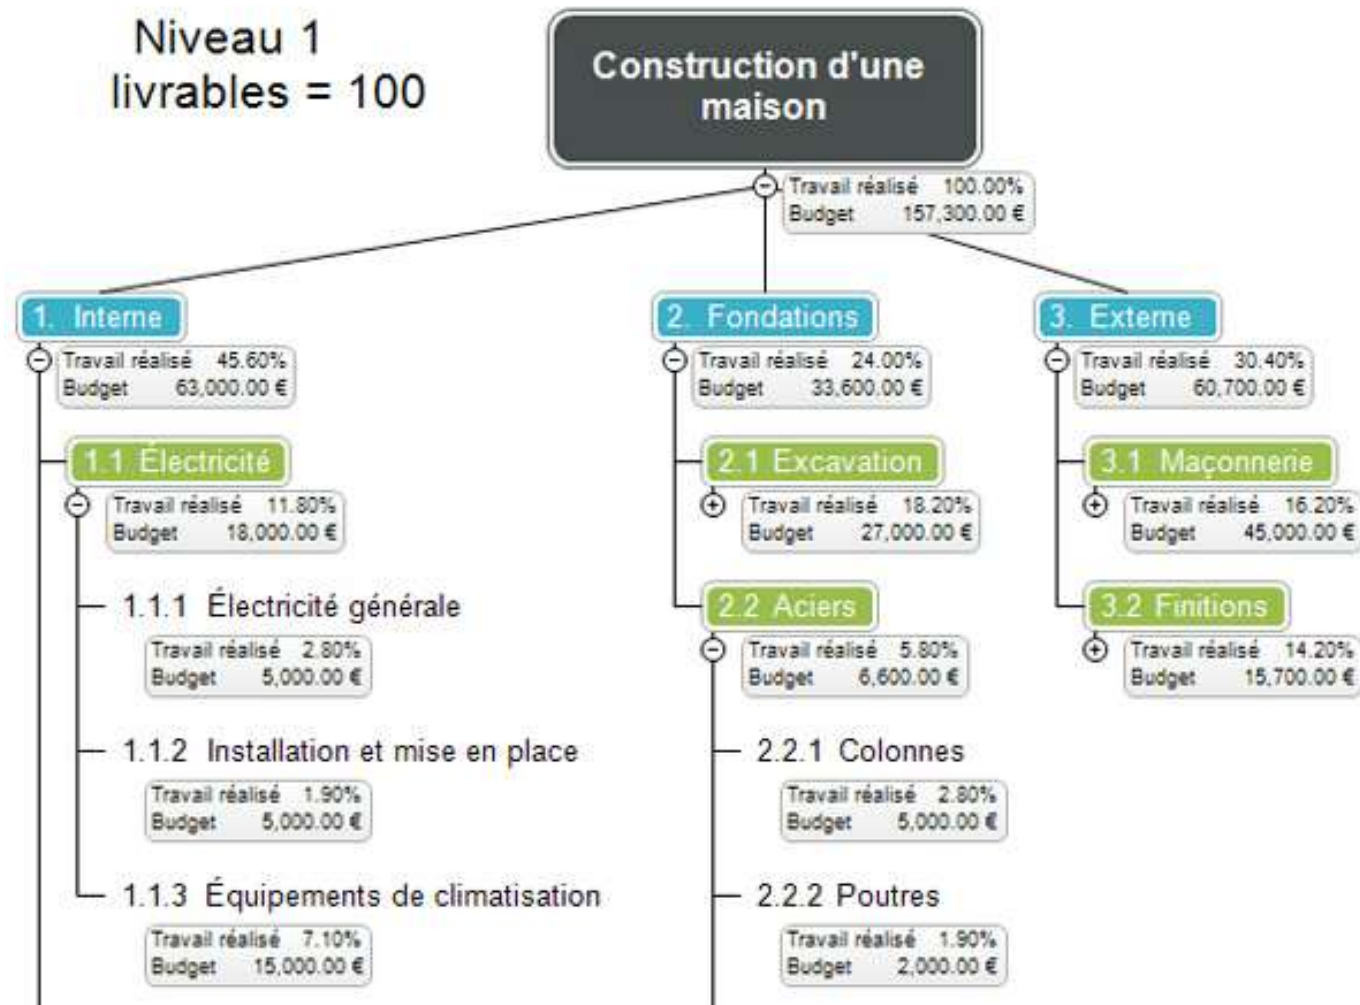 Niveau 1
livrables = 100
Construction d'une
maison
Travail réalisé 100.00%
Budget 157,300.00 €
1. Interne
Travail réalisé 45.60%
Budget 63,000.00 €
1.1 Électricité
Travail réalisé 11.80%
Budget 18,000.00 €
1.1.1 Électricité générale
Travail réalisé 2.80%
Budget 5,000.00 €
1.1.2 Installation et mise en place
Travail réalisé 1.90%
Budget 5,000.00 €
1.1.3 Équipements de climatisation
Travail réalisé 7.10%
Budget 15,000.00 €
2. Fondations
Travail réalisé 24.00%
Budget 33,600.00 €
2.1 Excavation
Travail réalisé 18.20%
Budget 27,000.00 €
2.2 Aciers
Travail réalisé 5.80%
Budget 6,600.00 €
2.2.1 Colonnes
Travail réalisé 2.80%
Budget 5,000.00 €
2.2.2 Poutres
Travail réalisé 1.90%
Budget 2,000.00 €
3. Externe
Travail réalisé 30.40%
Budget 60,700.00 €
3.1 Maçonnerie
Travail réalisé 16.20%
Budget 45,000.00 €
3.2 Finitions
Travail réalisé 14.20%
Budget 15,700.00 €